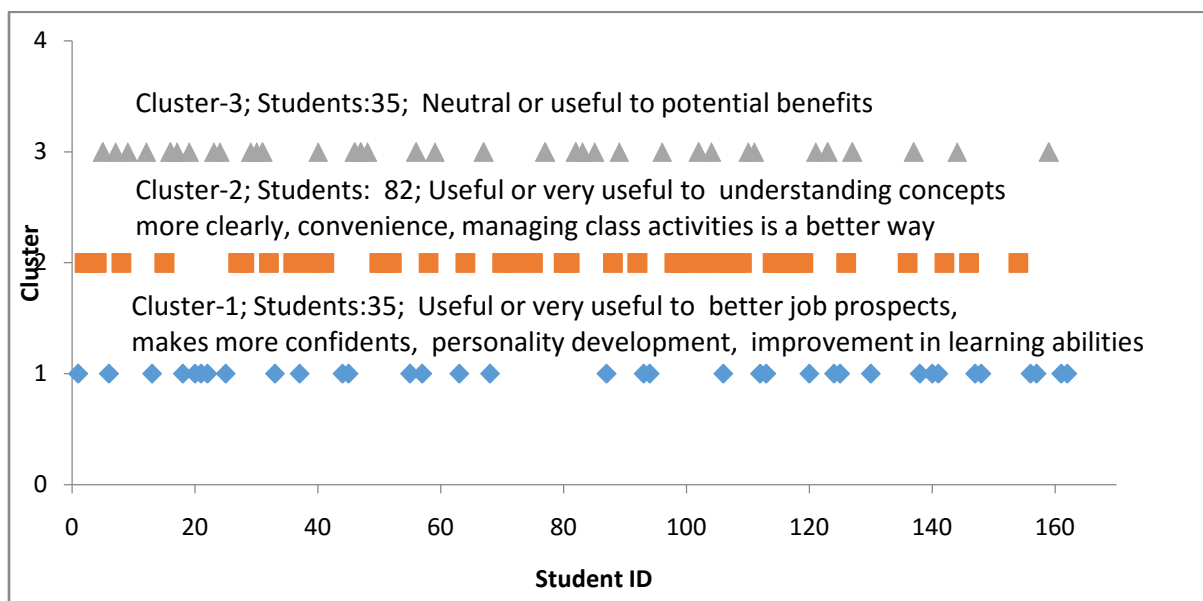 4
Cluster-3; Students:35; Neutral or useful to potential benefits
3
Cluster-2; Students: 82; Useful or very useful to understanding concepts
more clearly, convenience, managing class activities is a better way
2
Cluster
Cluster-1; Students:35; Useful or very useful to better job prospects,
makes more confidents, personality development, improvement in learning abilities
1
0
0 20 40 60 80 100 120 140 160
Student ID